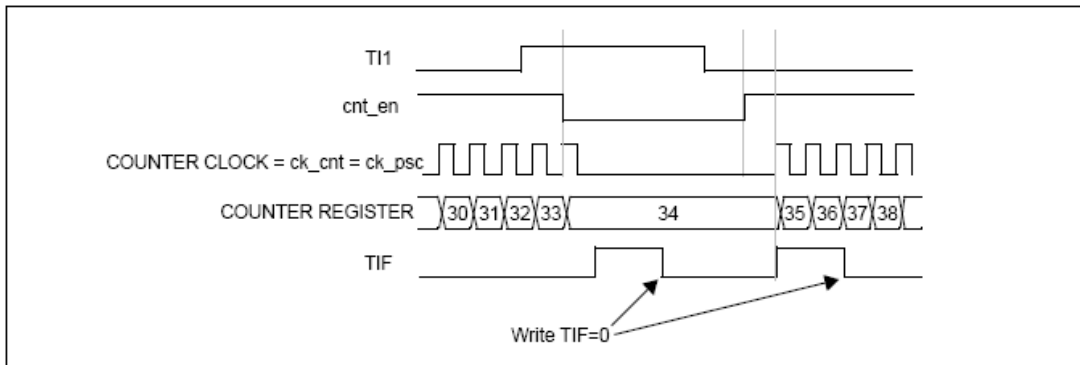 TI1
cnt_en
COUNTER CLOCK = ck_cnt = ck_psc
COUNTER REGISTER 30 31 32 33 34 35 36 37 38
TIF
Write TIF=0